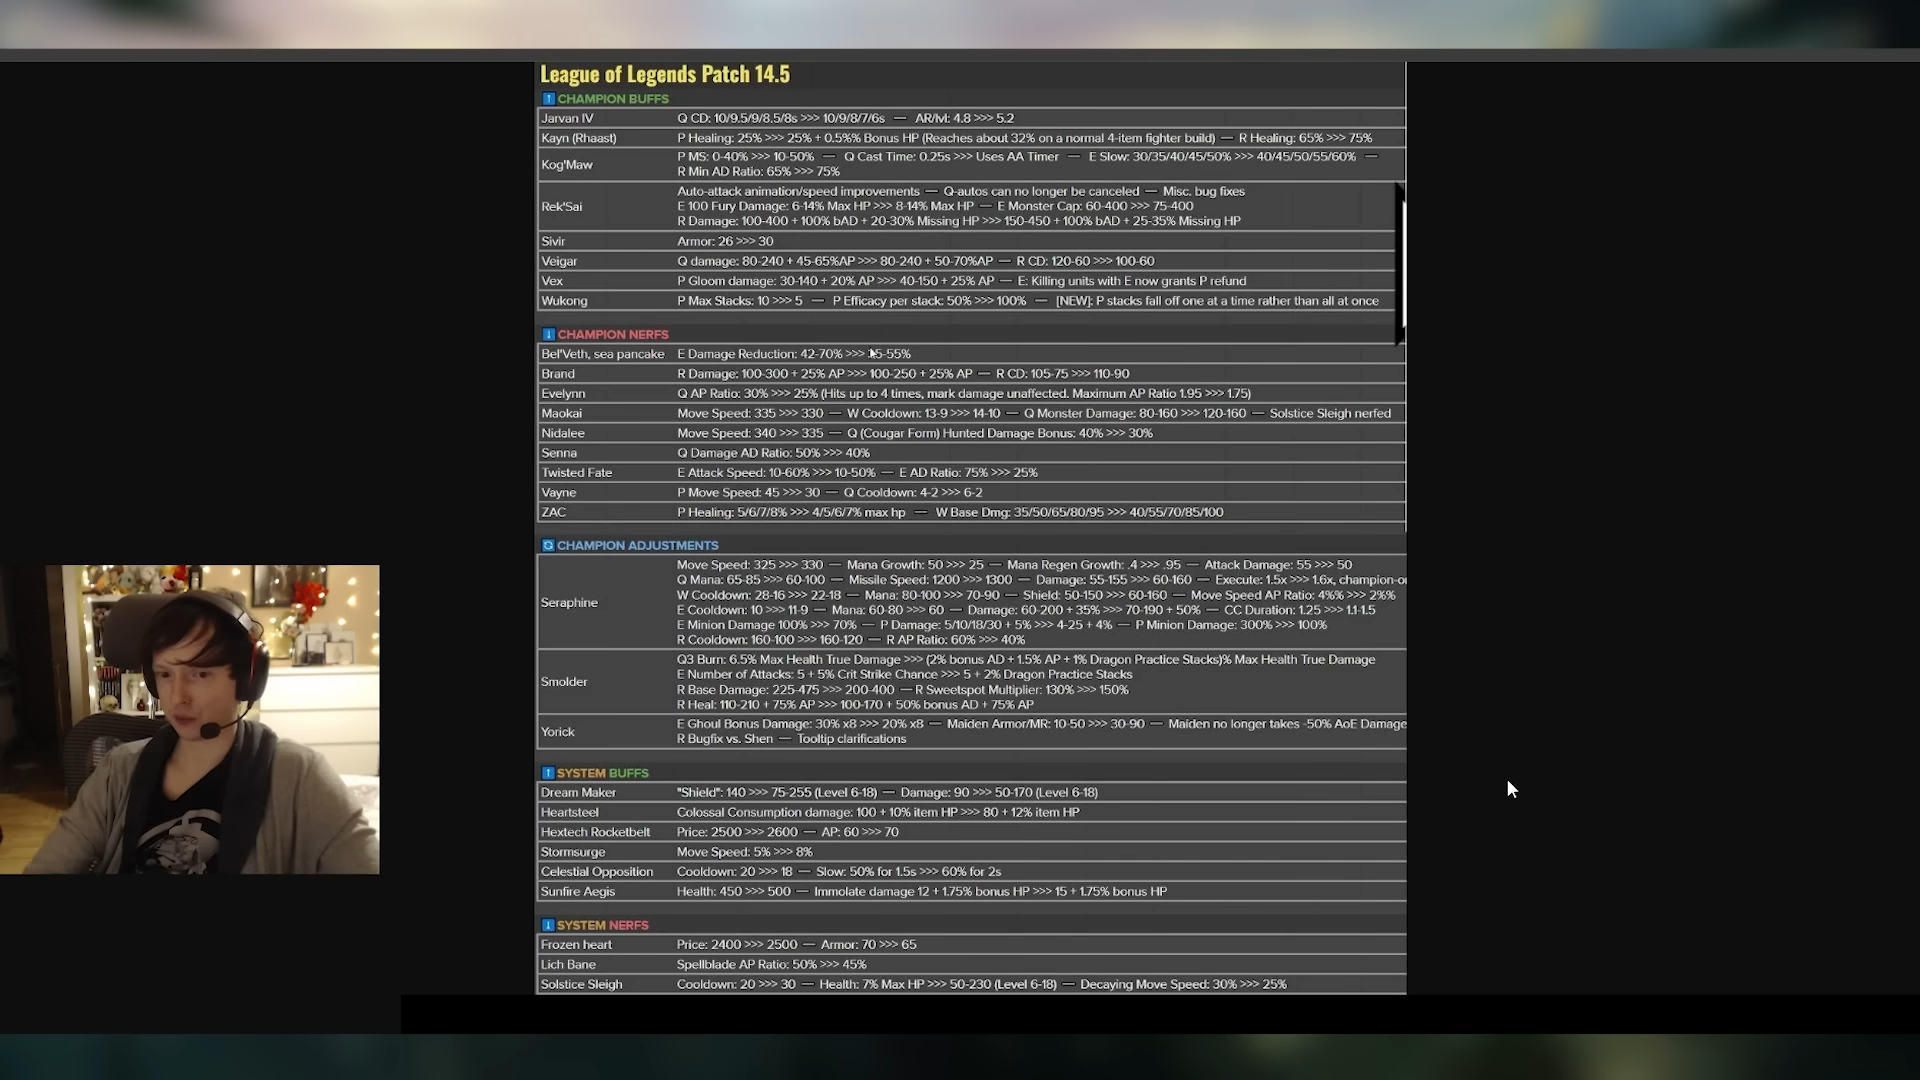 League of Legends Patch 14.5
CHAMPION BUFFS
Jarvan IV Q CD: 10/9.5/9/8.5/8s >>> 10/9/8/7/6s — AR/lvl: 4.8 >>> 5.2
Kayn (Rhaast) P Healing: 25% >>> 25% + 0.5%% Bonus HP (Reaches about 32% on a normal 4-item fighter build) — R Healing: 65% >>> 75%
Kog'Maw P MS: 0-40% >>> 10-50% — Q Cast Time: 0.25s >>> Uses AA Timer — E Slow: 30/35/40/45/50% >>> 40/45/50/55/60% —
R Min AD Ratio: 65% >>> 75%
Rek'Sai Auto-attack animation/speed improvements — Q-autos can no longer be canceled — Misc. bug fixes
E 100 Fury Damage: 6-14% Max HP >>> 8-14% Max HP — E Monster Cap: 60-400 >>> 75-400
R Damage: 100-400 + 100% bAD + 20-30% Missing HP >>> 150-450 + 100% bAD + 25-35% Missing HP
Sivir Armor: 26 >>> 30
Veigar Q damage: 80-240 + 45-65%AP >>> 80-240 + 50-70%AP — R CD: 120-60 >>> 100-60
Vex P Gloom damage: 30-140 + 20% AP >>> 40-150 + 25% AP — E: Killing units with E now grants P refund
Wukong P Max Stacks: 10 >>> 5 — P Efficacy per stack: 50% >>> 100% — [NEW]: P stacks fall off one at a time rather than all at once
CHAMPION NERFS
Bel'Veth, sea pancake E Damage Reduction: 42-70% >>> 5-55%
Brand R Damage: 100-300 + 25% AP >>> 100-250 + 25% AP — R CD: 105-75 >>> 110-90
Evelynn Q AP Ratio: 30% >>> 25% (Hits up to 4 times, mark damage unaffected. Maximum AP Ratio 1.95 >>> 1.75)
Maokai Move Speed: 335 >>> 330 — W Cooldown: 13-9 >>> 14-10 — Q Monster Damage: 80-160 >>> 120-160 — Solstice Sleigh nerfed
Nidalee Move Speed: 340 >>> 335 — Q (Cougar Form) Hunted Damage Bonus: 40% >>> 30%
Senna Q Damage AD Ratio: 50% >>> 40%
Twisted Fate E Attack Speed: 10-60% >>> 10-50% — E AD Ratio: 75% >>> 25%
Vayne P Move Speed: 45 >>> 30 — Q Cooldown: 4-2 >>> 6-2
ZAC P Healing: 5/6/7/8% >>> 4/5/6/7% max hp — W Base Dmg: 35/50/65/80/95 >>> 40/55/70/85/100
CHAMPION ADJUSTMENTS
Seraphine Move Speed: 325 >>> 330 — Mana Growth: 50 >>> 25 — Mana Regen Growth: .4 >>> .95 — Attack Damage: 55 >>> 50
Q Mana: 65-85 >>> 60-100 — Missile Speed: 1200 >>> 1300 — Damage: 55-155 >>> 60-160 — Execute: 1.5x >>> 1.6x, champion-o
W Cooldown: 28-16 >>> 22-18 — Mana: 80-100 >>> 70-90 — Shield: 50-150 >>> 60-160 — Move Speed AP Ratio: 4%% >>> 2%%
E Cooldown: 10 >>> 11-9 — Mana: 60-80 >>> 60 — Damage: 60-200 + 35% >>> 70-190 + 50% — CC Duration: 1.25 >>> 1.1-1.5
E Minion Damage 100% >>> 70% — P Damage: 5/10/18/30 + 5% >>> 4-25 + 4% — P Minion Damage: 300% >>> 100%
R Cooldown: 160-100 >>> 160-120 — R AP Ratio: 60% >>> 40%
Smolder Q3 Burn: 6.5% Max Health True Damage >>> (2% bonus AD + 1.5% AP + 1% Dragon Practice Stacks)% Max Health True Damage
E Number of Attacks: 5 + 5% Crit Strike Chance >>> 5 + 2% Dragon Practice Stacks
R Base Damage: 225-475 >>> 200-400 — R Sweetspot Multiplier: 130% >>> 150%
R Heal: 110-210 + 75% AP >>> 100-170 + 50% bonus AD + 75% AP
Yorick E Ghoul Bonus Damage: 30% x8 >>> 20% x8 — Maiden Armor/MR: 10-50 >>> 30-90 — Maiden no longer takes -50% AoE Damage
R Bugfix vs. Shen — Tooltip clarifications
SYSTEM BUFFS
Dream Maker "Shield": 140 >>> 75-255 (Level 6-18) — Damage: 90 >>> 50-170 (Level 6-18)
Heartsteel Colossal Consumption damage: 100 + 10% item HP >>> 80 + 12% item HP
Hextech Rocketbelt Price: 2500 >>> 2600 — AP: 60 >>> 70
Stormsurge Move Speed: 5% >>> 8%
Celestial Opposition Cooldown: 20 >>> 18 — Slow: 50% for 1.5s >>> 60% for 2s
Sunfire Aegis Health: 450 >>> 500 — Immolate damage 12 + 1.75% bonus HP >>> 15 + 1.75% bonus HP
SYSTEM NERFS
Frozen heart Price: 2400 >>> 2500 — Armor: 70 >>> 65
Lich Bane Spellblade AP Ratio: 50% >>> 45%
Solstice Sleigh Cooldown: 20 >>> 30 — Health: 7% Max HP >>> 50-230 (Level 6-18) — Decaying Move Speed: 30% >>> 25%